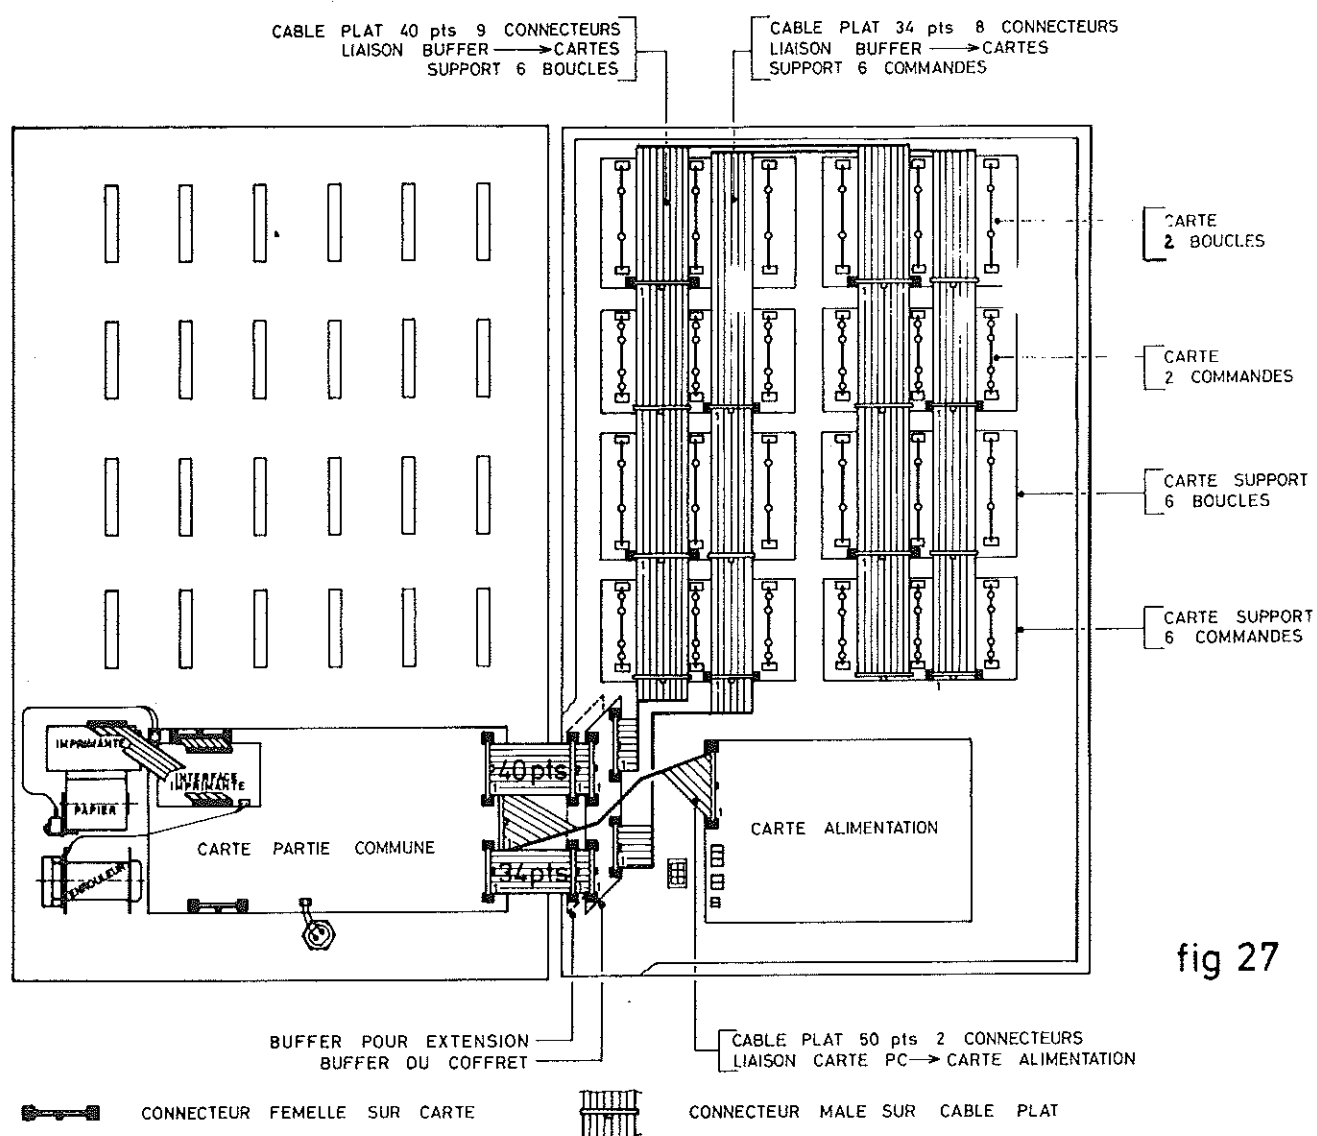 CABLE PLAT 40 pts 9 CONNECTEURS
LIAISON BUFFER → CARTES
SUPPORT 6 BOUCLES
CABLE PLAT 34 pts 8 CONNECTEURS
LIAISON BUFFER → CARTES
SUPPORT 6 COMMANDES
CARTE
2 BOUCLES
CARTE
2 COMMANDES
CARTE SUPPORT
6 BOUCLES
CARTE SUPPORT
6 COMMANDES
IMPRIMANTE
INTERFACE
IMPRIMANTE
PAPIER
ENROULEUR
CARTE PARTIE COMMUNE
40pts
34pts
CARTE ALIMENTATION
fig 27
BUFFER POUR EXTENSION
BUFFER DU COFFRET
CABLE PLAT 50 pts 2 CONNECTEURS
LIAISON CARTE PC → CARTE ALIMENTATION
CONNECTEUR FEMELLE SUR CARTE
CONNECTEUR MALE SUR CABLE PLAT